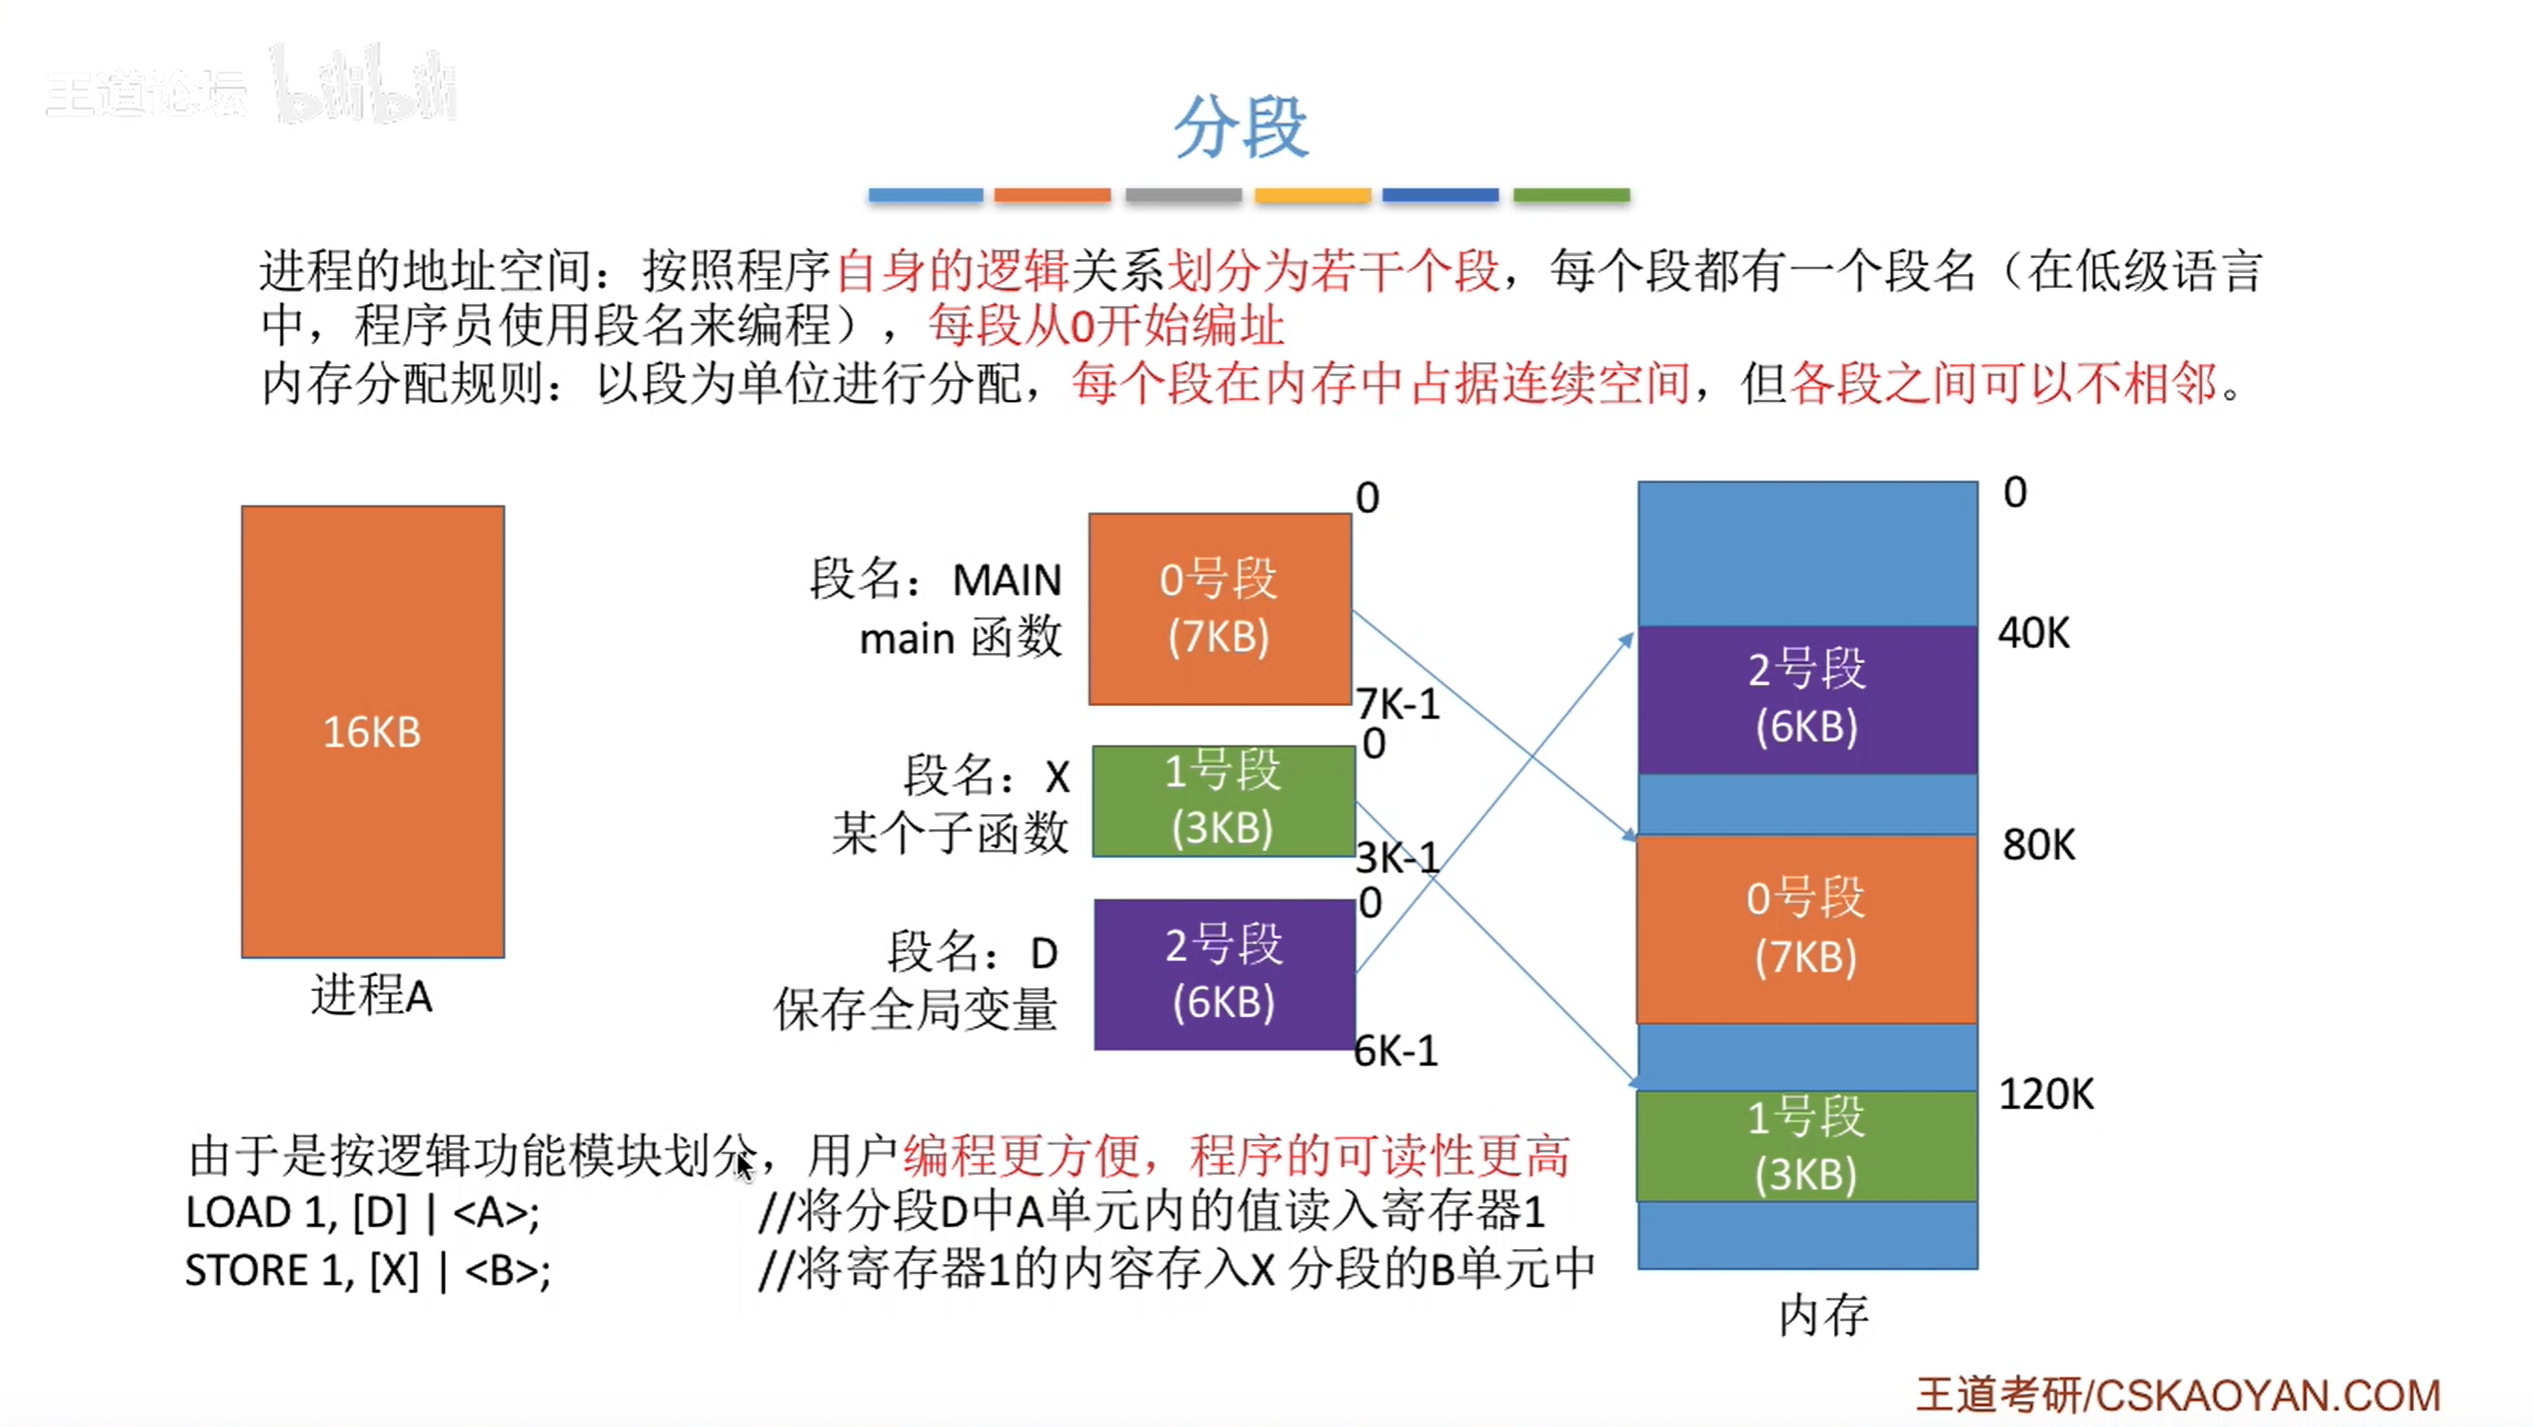 王道论坛 bilibili
分段
进程的地址空间：按照程序自身的逻辑关系划分为若干个段，每个段都有一个段名（在低级语言
中，程序员使用段名来编程），每段从0开始编址
内存分配规则：以段为单位进行分配，每个段在内存中占据连续空间，但各段之间可以不相邻。
16KB
进程A
段名：MAIN
main 函数
0号段
(7KB)
0
7K-1
段名：X
某个子函数
1号段
(3KB)
0
3K-1
段名：D
保存全局变量
2号段
(6KB)
0
6K-1
0
40K
2号段
(6KB)
80K
0号段
(7KB)
120K
1号段
(3KB)
内存
由于是按逻辑功能模块划分，用户编程更方便，程序的可读性更高
LOAD 1, [D] | <A>; //将分段D中A单元内的值读入寄存器1
STORE 1, [X] | <B>; //将寄存器1的内容存入X 分段的B单元中
王道考研/CSKAOYAN.COM